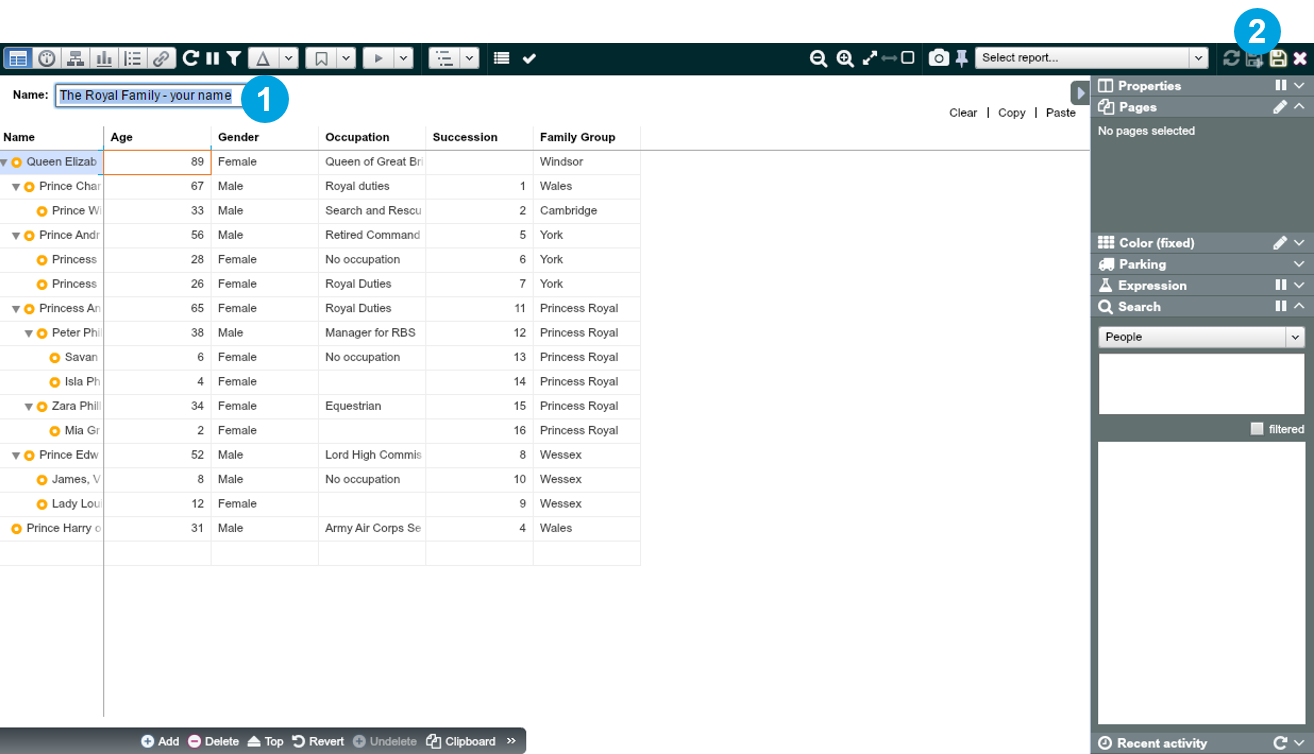 2
Select report...
Name: The Royal Family - your name 1
Clear | Copy | Paste
Name Age Gender Occupation Succession Family Group
Queen Elizab 89 Female Queen of Great Bri Windsor
Prince Char 67 Male Royal duties 1 Wales
Prince Wi 33 Male Search and Rescu 2 Cambridge
Prince Andr 56 Male Retired Command 5 York
Princess 28 Female No occupation 6 York
Princess 26 Female Royal Duties 7 York
Princess An 65 Female Royal Duties 11 Princess Royal
Peter Phil 38 Male Manager for RBS 12 Princess Royal
Savan 6 Female No occupation 13 Princess Royal
Isla Ph 4 Female 14 Princess Royal
Zara Phill 34 Female Equestrian 15 Princess Royal
Mia Gr 2 Female 16 Princess Royal
Prince Edw 52 Male Lord High Commis 8 Wessex
James, V 8 Male No occupation 10 Wessex
Lady Lou 12 Female 9 Wessex
Prince Harry o 31 Male Army Air Corps Se 4 Wales
Add Delete Top Revert Undelete Clipboard »
Properties
Pages
No pages selected
Color (fixed)
Parking
Expression
Search
People
filtered
Recent activity